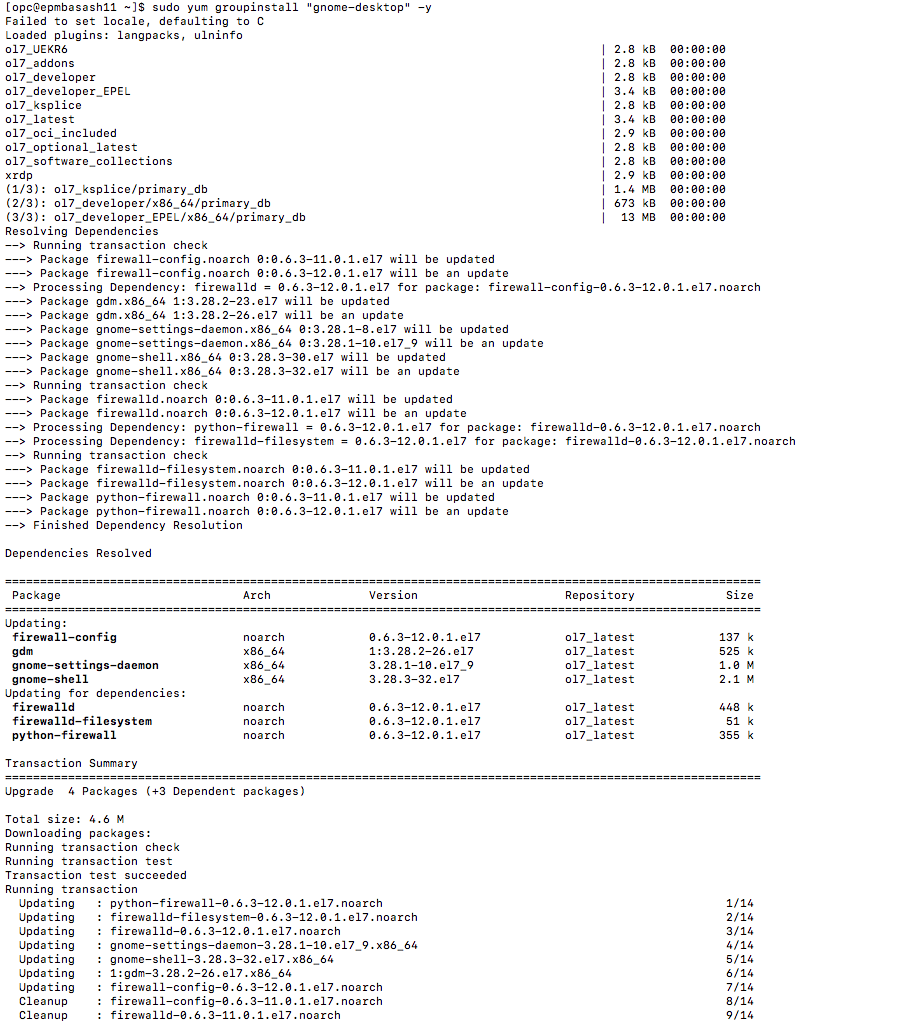 [opc@epmbasash11 ~]$ sudo yum groupinstall "gnome-desktop" -y
Failed to set locale, defaulting to C
Loaded plugins: langpacks, ulninfo
ol7_UEKR6 | 2.8 kB 00:00:00
ol7_addons | 2.8 kB 00:00:00
ol7_developer | 2.8 kB 00:00:00
ol7_developer_EPEL | 3.4 kB 00:00:00
ol7_ksplice | 2.8 kB 00:00:00
ol7_latest | 3.4 kB 00:00:00
ol7_oci_included | 2.9 kB 00:00:00
ol7_optional_latest | 2.8 kB 00:00:00
ol7_software_collections | 2.8 kB 00:00:00
xrdp | 2.9 kB 00:00:00
(1/3): ol7_ksplice/primary_db | 1.4 MB 00:00:00
(2/3): ol7_developer/x86_64/primary_db | 673 kB 00:00:00
(3/3): ol7_developer_EPEL/x86_64/primary_db | 13 MB 00:00:00
Resolving Dependencies
--> Running transaction check
---> Package firewall-config.noarch 0:0.6.3-11.0.1.el7 will be updated
---> Package firewall-config.noarch 0:0.6.3-12.0.1.el7 will be an update
--> Processing Dependency: firewalld = 0.6.3-12.0.1.el7 for package: firewall-config-0.6.3-12.0.1.el7.noarch
---> Package gdm.x86_64 1:3.28.2-23.el7 will be updated
---> Package gdm.x86_64 1:3.28.2-26.el7 will be an update
---> Package gnome-settings-daemon.x86_64 0:3.28.1-8.el7 will be updated
---> Package gnome-settings-daemon.x86_64 0:3.28.1-10.el7_9 will be an update
---> Package gnome-shell.x86_64 0:3.28.3-30.el7 will be updated
---> Package gnome-shell.x86_64 0:3.28.3-32.el7 will be an update
--> Running transaction check
---> Package firewalld.noarch 0:0.6.3-11.0.1.el7 will be updated
---> Package firewalld.noarch 0:0.6.3-12.0.1.el7 will be an update
--> Processing Dependency: python-firewall = 0.6.3-12.0.1.el7 for package: firewalld-0.6.3-12.0.1.el7.noarch
--> Processing Dependency: firewalld-filesystem = 0.6.3-12.0.1.el7 for package: firewalld-0.6.3-12.0.1.el7.noarch
--> Running transaction check
---> Package firewalld-filesystem.noarch 0:0.6.3-11.0.1.el7 will be updated
---> Package firewalld-filesystem.noarch 0:0.6.3-12.0.1.el7 will be an update
---> Package python-firewall.noarch 0:0.6.3-11.0.1.el7 will be updated
---> Package python-firewall.noarch 0:0.6.3-12.0.1.el7 will be an update
--> Finished Dependency Resolution

Dependencies Resolved

================================================================================
Package Arch Version Repository Size
================================================================================
Updating:
firewall-config noarch 0.6.3-12.0.1.el7 ol7_latest 137 k
gdm x86_64 1:3.28.2-26.el7 ol7_latest 525 k
gnome-settings-daemon x86_64 3.28.1-10.el7_9 ol7_latest 1.0 M
gnome-shell x86_64 3.28.3-32.el7 ol7_latest 2.1 M
Updating for dependencies:
firewalld noarch 0.6.3-12.0.1.el7 ol7_latest 448 k
firewalld-filesystem noarch 0.6.3-12.0.1.el7 ol7_latest 51 k
python-firewall noarch 0.6.3-12.0.1.el7 ol7_latest 355 k

Transaction Summary
================================================================================
Upgrade 4 Packages (+3 Dependent packages)

Total size: 4.6 M
Downloading packages:
Running transaction check
Running transaction test
Transaction test succeeded
Running transaction
Updating : python-firewall-0.6.3-12.0.1.el7.noarch 1/14
Updating : firewalld-filesystem-0.6.3-12.0.1.el7.noarch 2/14
Updating : firewalld-0.6.3-12.0.1.el7.noarch 3/14
Updating : gnome-settings-daemon-3.28.1-10.el7_9.x86_64 4/14
Updating : gnome-shell-3.28.3-32.el7.x86_64 5/14
Updating : 1:gdm-3.28.2-26.el7.x86_64 6/14
Updating : firewall-config-0.6.3-12.0.1.el7.noarch 7/14
Cleanup : firewall-config-0.6.3-11.0.1.el7.noarch 8/14
Cleanup : firewalld-0.6.3-11.0.1.el7.noarch 9/14